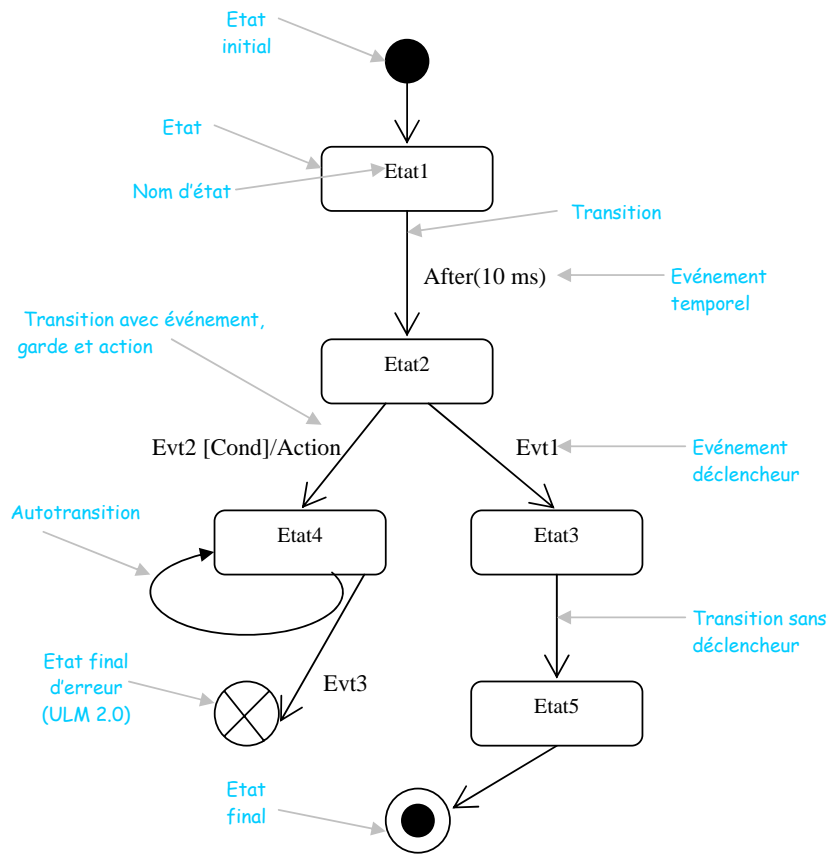 Etat
initial
Etat
Etat1
Nom d'état
Transition
After(10 ms)
Evénement
temporel
Transition avec événement,
garde et action
Etat2
Evt2 [Cond]/Action
Evt1
Evénement
déclencheur
Autotransition
Etat4
Etat3
Transition sans
déclencheur
Etat final
d'erreur
(ULM 2.0)
Evt3
Etat5
Etat
final